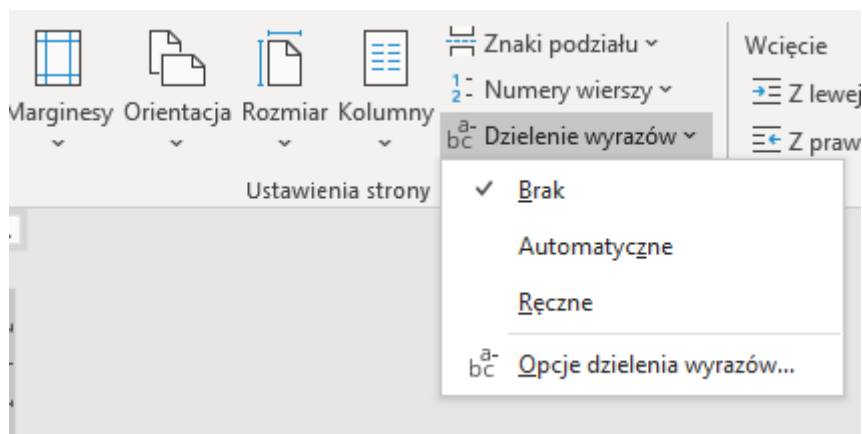 Marginesy Orientacja Rozmiar Kolumny
Znaki podziału
Numery wierszy
Dzielenie wyrazów
Ustawienia strony
Wcięcie
Z lewej
Z praw
Brak
Automatyczne
Ręczne
Opcje dzielenia wyrazów...